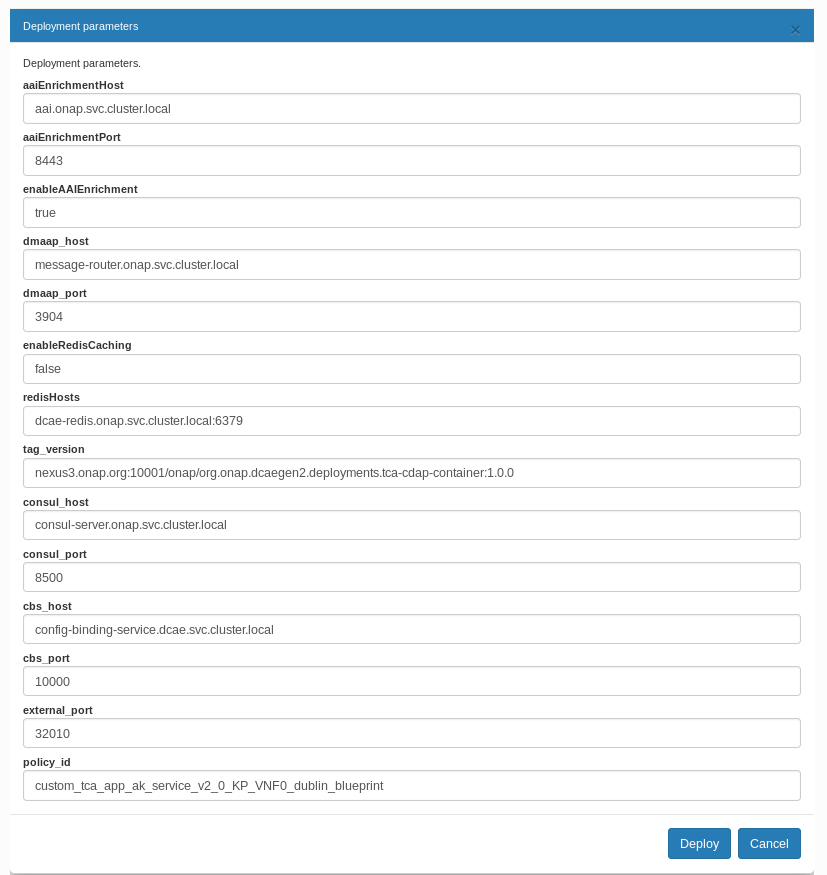 Deployment parameters
×
Deployment parameters.
aaiEnrichmentHost
aai.onap.svc.cluster.local
aaiEnrichmentPort
8443
enableAAIEnrichment
true
dmaap_host
message-router.onap.svc.cluster.local
dmaap_port
3904
enableRedisCaching
false
redisHosts
dcae-redis.onap.svc.cluster.local:6379
tag_version
nexus3.onap.org:10001/onap/org.onap.dcaegen2.deployments.tca-cdap-container:1.0.0
consul_host
consul-server.onap.svc.cluster.local
consul_port
8500
cbs_host
config-binding-service.dcae.svc.cluster.local
cbs_port
10000
external_port
32010
policy_id
custom_tca_app_ak_service_v2_0_KP_VNF0_dublin_blueprint
Deploy Cancel